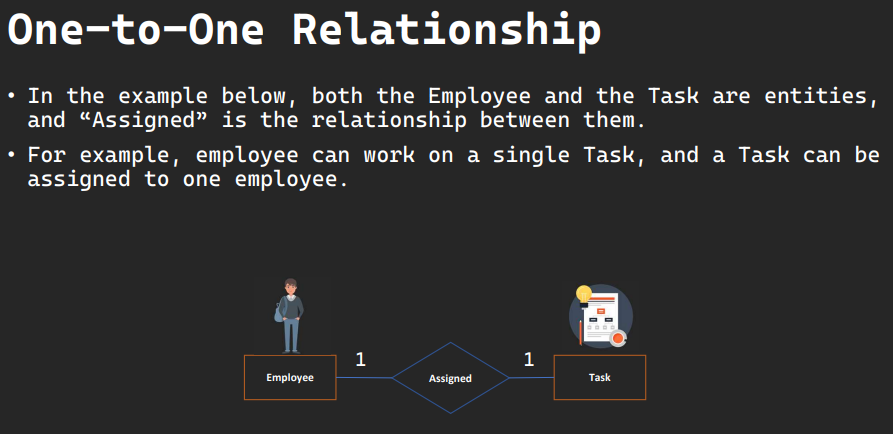 One-to-One Relationship
• In the example below, both the Employee and the Task are entities,
and “Assigned” is the relationship between them.
• For example, employee can work on a single Task, and a Task can be
assigned to one employee.
1 1
Employee Assigned Task